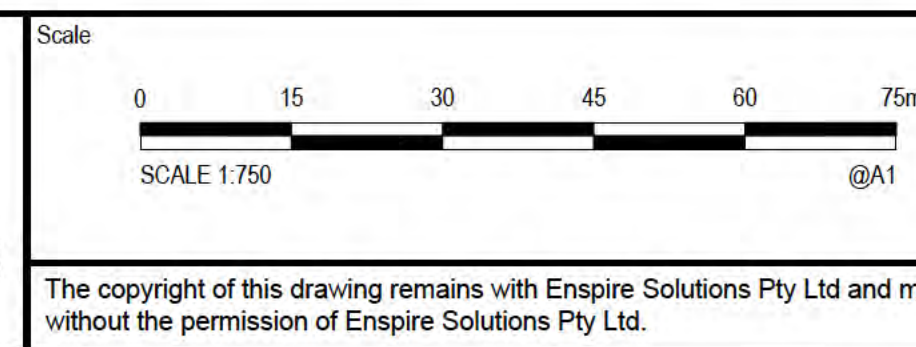 Scale
0 15 30 45 60 75m
SCALE 1:750 @A1
The copyright of this drawing remains with Enspire Solutions Pty Ltd and
without the permission of Enspire Solutions Pty Ltd.